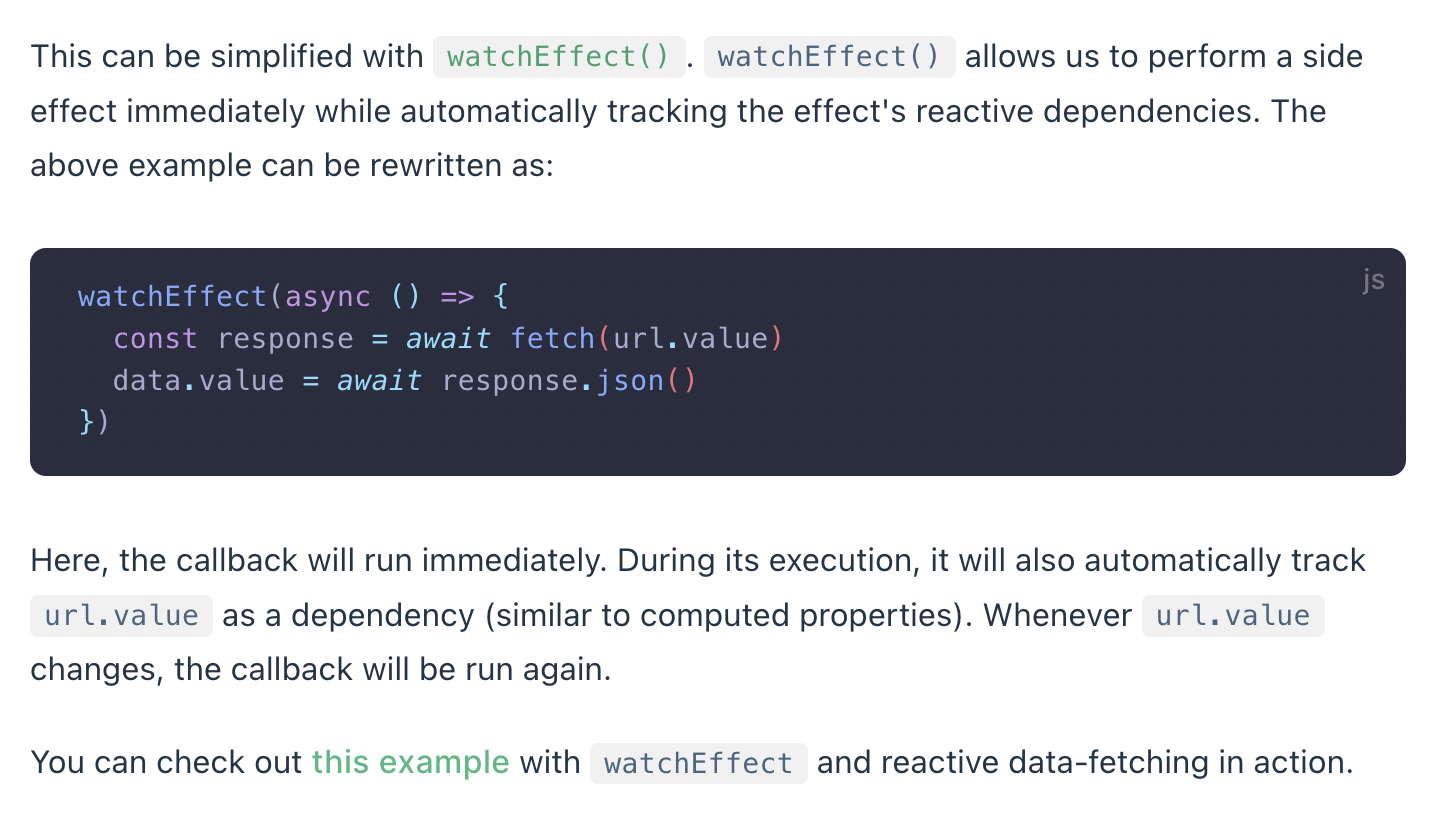 This can be simplified with watchEffect() . watchEffect() allows us to perform a side
effect immediately while automatically tracking the effect's reactive dependencies. The
above example can be rewritten as:
js
watchEffect(async () => {
  const response = await fetch(url.value)
  data.value = await response.json()
})
Here, the callback will run immediately. During its execution, it will also automatically track
url.value as a dependency (similar to computed properties). Whenever url.value
changes, the callback will be run again.
You can check out this example with watchEffect and reactive data-fetching in action.